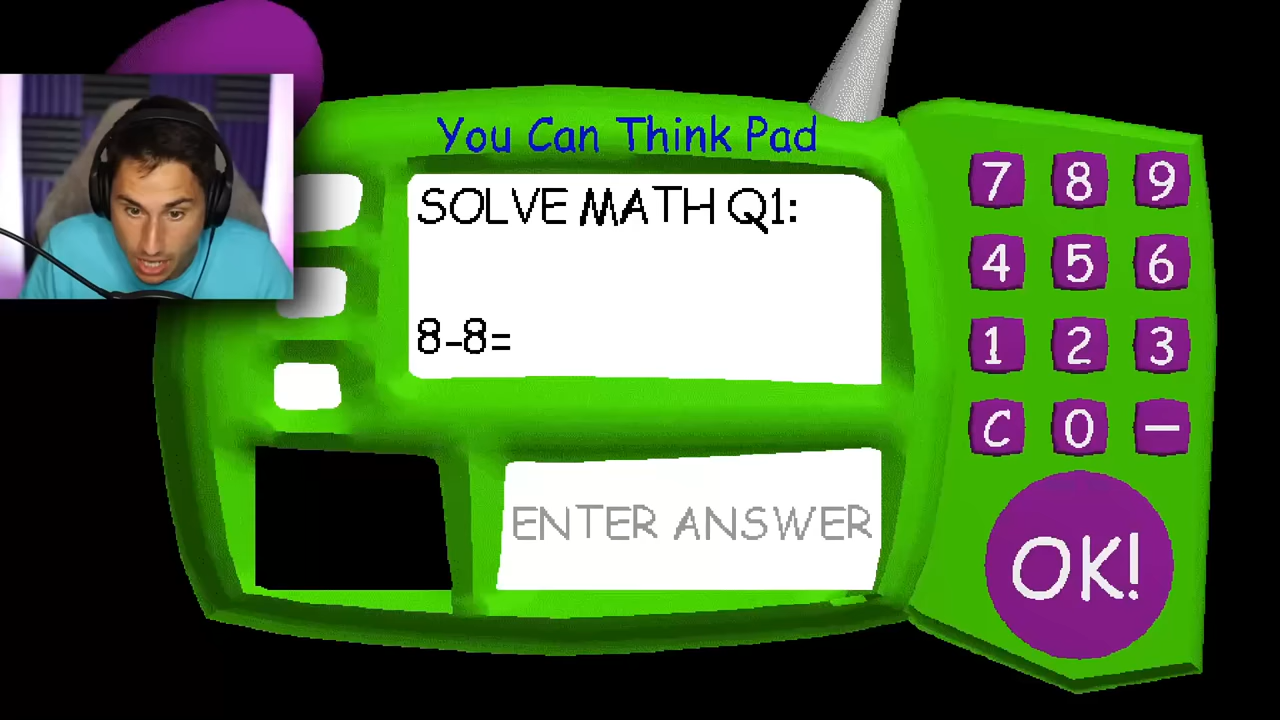 You Can Think Pad
SOLVE MATH Q1:
8-8=
ENTER ANSWER
7 8 9
4 5 6
1 2 3
C 0 −
OK!